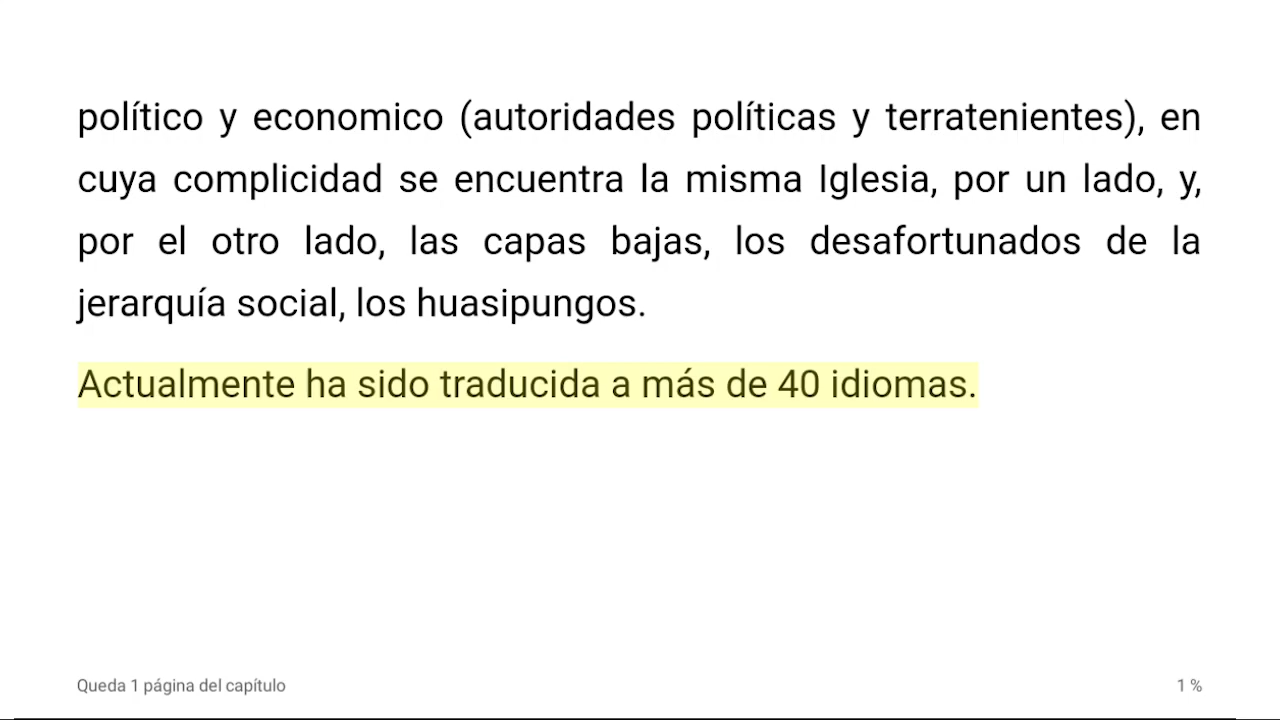 político y economico (autoridades políticas y terratenientes), en
cuya complicidad se encuentra la misma Iglesia, por un lado, y,
por el otro lado, las capas bajas, los desafortunados de la
jerarquía social, los huasipungos.
Actualmente ha sido traducida a más de 40 idiomas.
Queda 1 página del capítulo
1 %